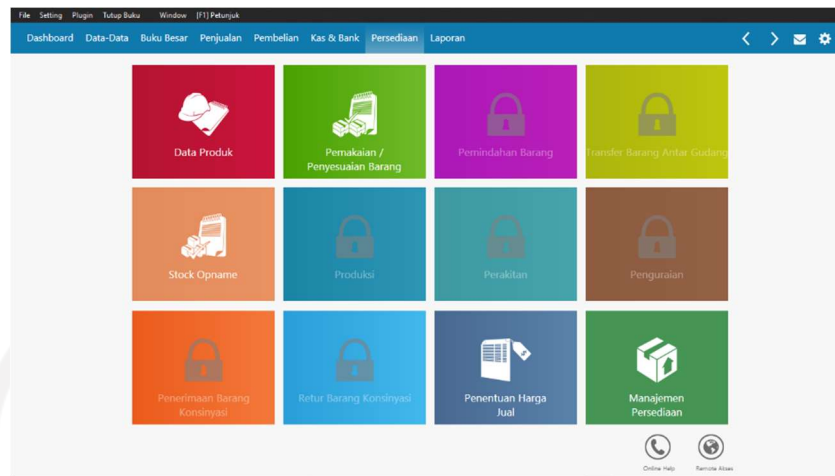 File Setting Plugin Tutup Buku Window [F1] Petunjuk
Dashboard Data-Data Buku Besar Penjualan Pembelian Kas & Bank Persediaan Laporan
Data Produk
Pemakaian /
Penyesuaian Barang
Pemindahan Barang
Transfer Barang Antar Gudang
Stock Opname
Produksi
Perakitan
Penguraian
Penerimaan Barang
Konsinyasi
Retur Barang Konsinyasi
Penentuan Harga
Jual
Manajemen
Persediaan
Online Help
Remote Akses